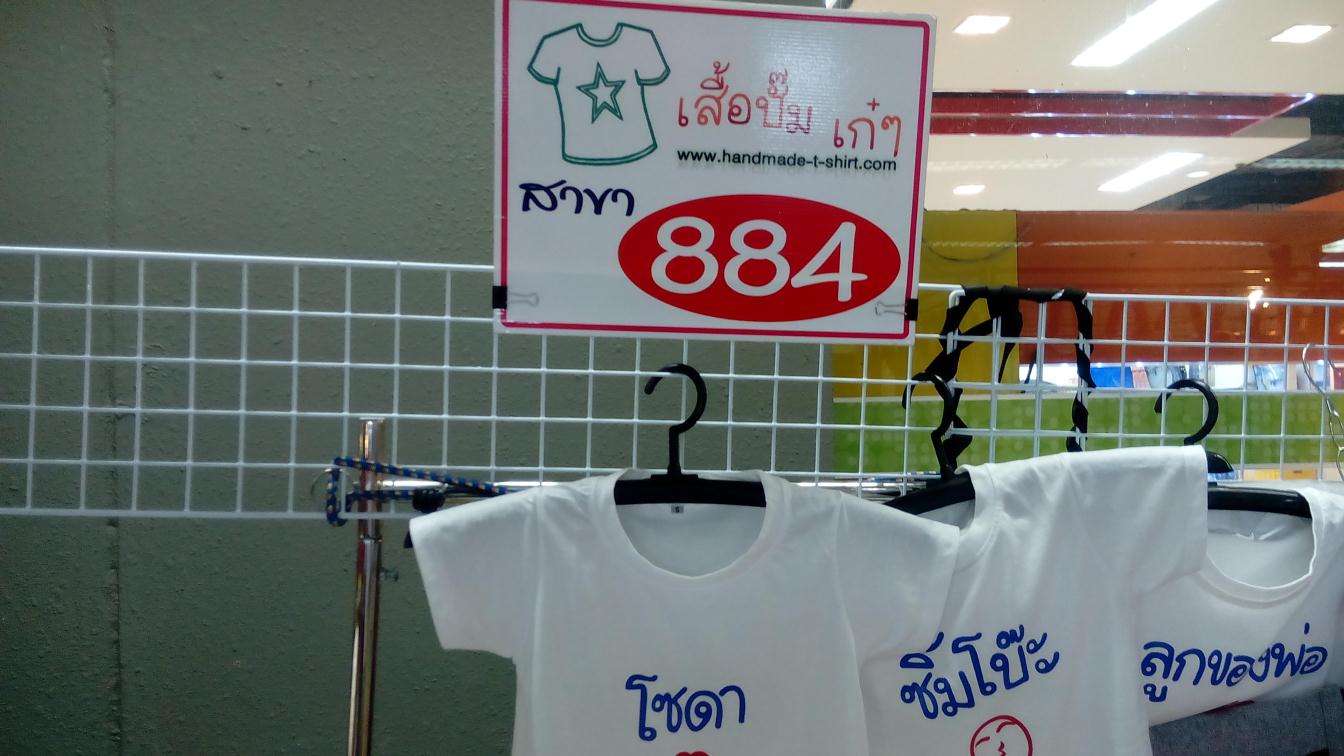 เสื้อปั๊ม เก๋ๆ
www.handmade-t-shirt.com
สาขา 884
โซดา
ซิ้มโบ๊ะ
ลูกของพ่อ